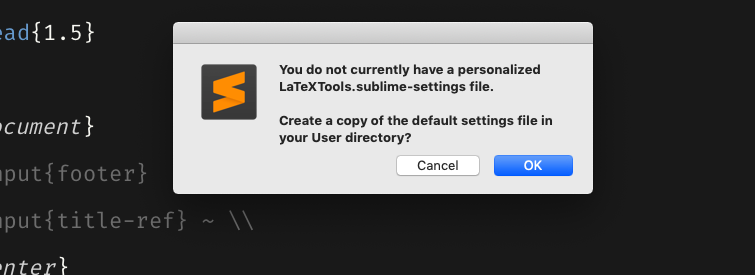 ead{1.5}
You do not currently have a personalized
LaTeXTools.sublime-settings file.
Create a copy of the default settings file in
your User directory?
Cancel OK
ocument}
nput{footer}
nput{title-ref} ~ \\
enter}